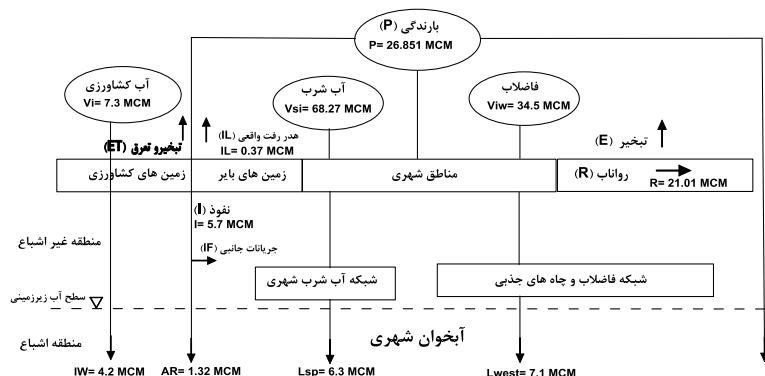 بارندگی (P)
P= 26.851 MCM
آب کشاورزی
Vi= 7.3 MCM
آب شرب
Vsi= 68.27 MCM
فاضلاب
Viw= 34.5 MCM
تبخیرو تعرق (ET)
هدر رفت واقعی (IL)
IL= 0.37 MCM
تبخیر (E)
زمین های کشاورزی
زمین های بایر
مناطق شهری
رواناب (R)
R= 21.01 MCM
نفوذ (I)
I= 5.7 MCM
جریانات جانبی (IF)
منطقه غیر اشباع
شبکه آب شرب شهری
شبکه فاضلاب و چاه های جذبی
سطح آب زیرزمینی
آبخوان شهری
منطقه اشباع
IW= 4.2 MCM
AR= 1.32 MCM
Lsp= 6.3 MCM
Lwest= 7.1 MCM